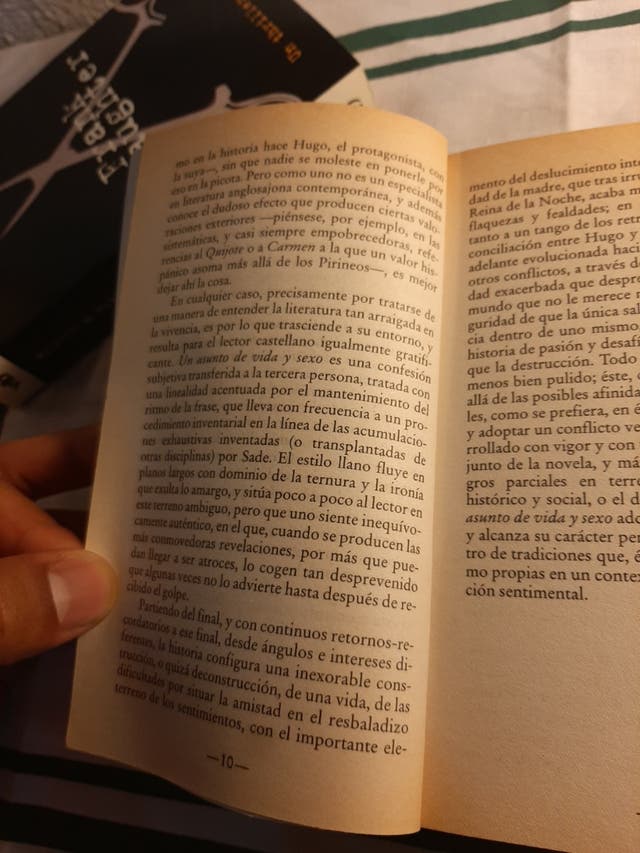 Un thriller
mo en la historia hace Hugo, el protagonista, con
la suya—, sin que nadie se moleste en ponerle por
eso en la picota. Pero como uno no es un especialista
en literatura anglosajona contemporánea, y además
conoce el dudoso efecto que producen ciertas valo-
raciones exteriores —piénsese, por ejemplo, en las
sistemáticas, y casi siempre empobrecedoras, refe-
rencias al Quijote o a Carmen a la que un valor his-
pánico asoma más allá de los Pirineos—, es mejor
dejar ahí la cosa.
En cualquier caso, precisamente por tratarse de
una manera de entender la literatura tan arraigada en
la vivencia, es por lo que trasciende a su entorno, y
resulta para el lector castellano igualmente gratifi-
cante. Un asunto de vida y sexo es una confesión
subjetiva transferida a la tercera persona, tratada con
una linealidad acentuada por el mantenimiento del
ritmo de la frase, que lleva con frecuencia a un pro-
cedimiento inventarial en la línea de las acumulacio-
nes exhaustivas inventadas (o transplantadas de
otras disciplinas) por Sade. El estilo llano fluye en
planos largos con dominio de la ternura y la ironía
que exulta lo amargo, y sitúa poco a poco al lector en
este terreno ambiguo, pero que uno siente inequívo-
camente auténtico, en el que, cuando se producen las
más conmovedoras revelaciones, por más que pue-
dan llegar a ser atroces, lo cogen tan desprevenido
que algunas veces no lo advierte hasta después de re-
cibido el golpe.
Partiendo del final, y con continuos retornos-re-
cordatorios a ese final, desde ángulos e intereses di-
ferentes, la historia configura una inexorable cons-
trucción, o quizá deconstrucción, de una vida, de las
dificultades por situar la amistad en el resbaladizo
terreno de los sentimientos, con el importante ele-
—10—
mento del deslucimiento
dad de la madre, que tras
Reina de la Noche, acaba
flaquezas y fealdades; en
tanto a un tango de los
conciliación entre Hugo y
adelante evolucionada
otros conflictos, a través
dad exacerbada que
mundo que no le merece
guridad de que la única
cia dentro de uno mismo
historia de pasión y
que la destrucción. Todo
menos bien pulido; éste,
allá de las posibles
les, como se prefiera, en
y adoptar un conflicto
rrollado con vigor y con
junto de la novela, y
gros parciales en
histórico y social, o el
asunto de vida y sexo
y alcanza su carácter
tro de tradiciones que,
mo propias en un
ción sentimental.